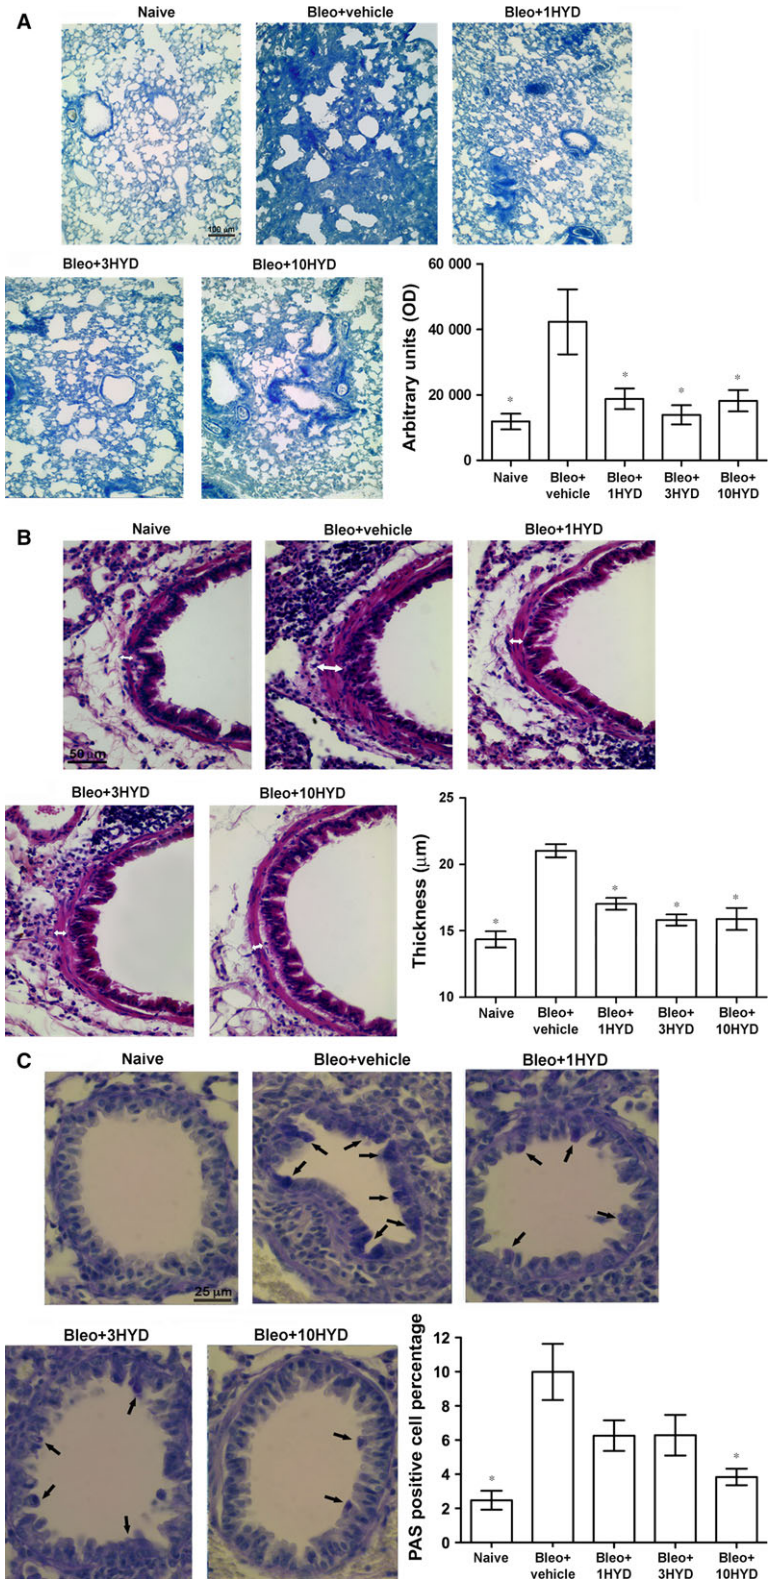 A
Naive
Bleo+vehicle
Bleo+1HYD
100 μm
Bleo+3HYD
Bleo+10HYD
Arbitrary units (OD)
60 000
40 000
20 000
0
*
*
*
*
Naive
Bleo+
vehicle
Bleo+
1HYD
Bleo+
3HYD
Bleo+
10HYD
B
Naive
Bleo+vehicle
Bleo+1HYD
50 μm
Bleo+3HYD
Bleo+10HYD
Thickness (μm)
25
20
15
10
*
*
*
*
Naive
Bleo+
vehicle
Bleo+
1HYD
Bleo+
3HYD
Bleo+
10HYD
C
Naive
Bleo+vehicle
Bleo+1HYD
25 μm
Bleo+3HYD
Bleo+10HYD
PAS positive cell percentage
12
10
8
6
4
2
0
*
*
Naive
Bleo+
vehicle
Bleo+
1HYD
Bleo+
3HYD
Bleo+
10HYD